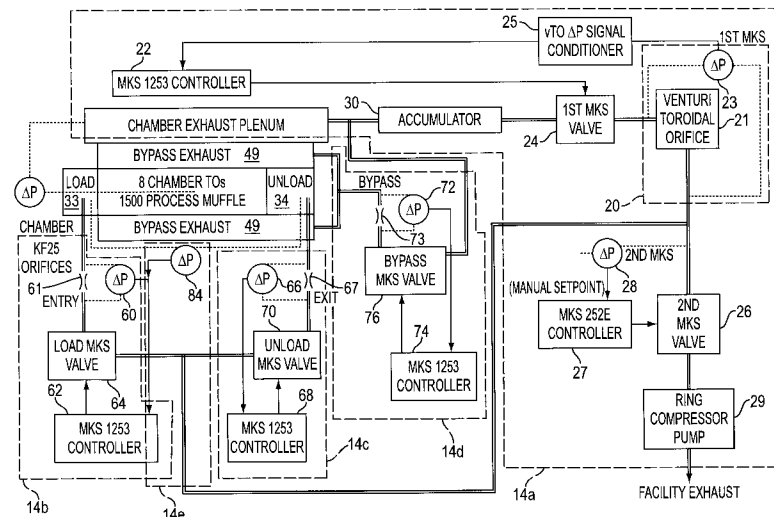 25
vTO ΔP SIGNAL
CONDITIONER
1ST MKS
22
MKS 1253 CONTROLLER
ΔP
23
30
ACCUMULATOR
1ST MKS
VALVE
24
VENTURI
TOROIDAL
ORIFICE
21
20
CHAMBER EXHAUST PLENUM
BYPASS EXHAUST 49
LOAD
33
8 CHAMBER TOs
1500 PROCESS MUFFLE
UNLOAD
34
BYPASS EXHAUST 49
ΔP
CHAMBER
BYPASS
72
ΔP
73
BYPASS
MKS VALVE
76
74
MKS 1253
CONTROLLER
14d
KF25
ORIFICES
61
ENTRY
ΔP
60
ΔP
84
ΔP
66
67
EXIT
70
UNLOAD
MKS VALVE
LOAD MKS
VALVE
62
64
MKS 1253
CONTROLLER
68
MKS 1253
CONTROLLER
14c
14b
14e
ΔP
2ND MKS
28
(MANUAL SETPOINT)
MKS 252E
CONTROLLER
27
2ND
MKS
VALVE
26
RING
COMPRESSOR
PUMP
29
14a
FACILITY EXHAUST